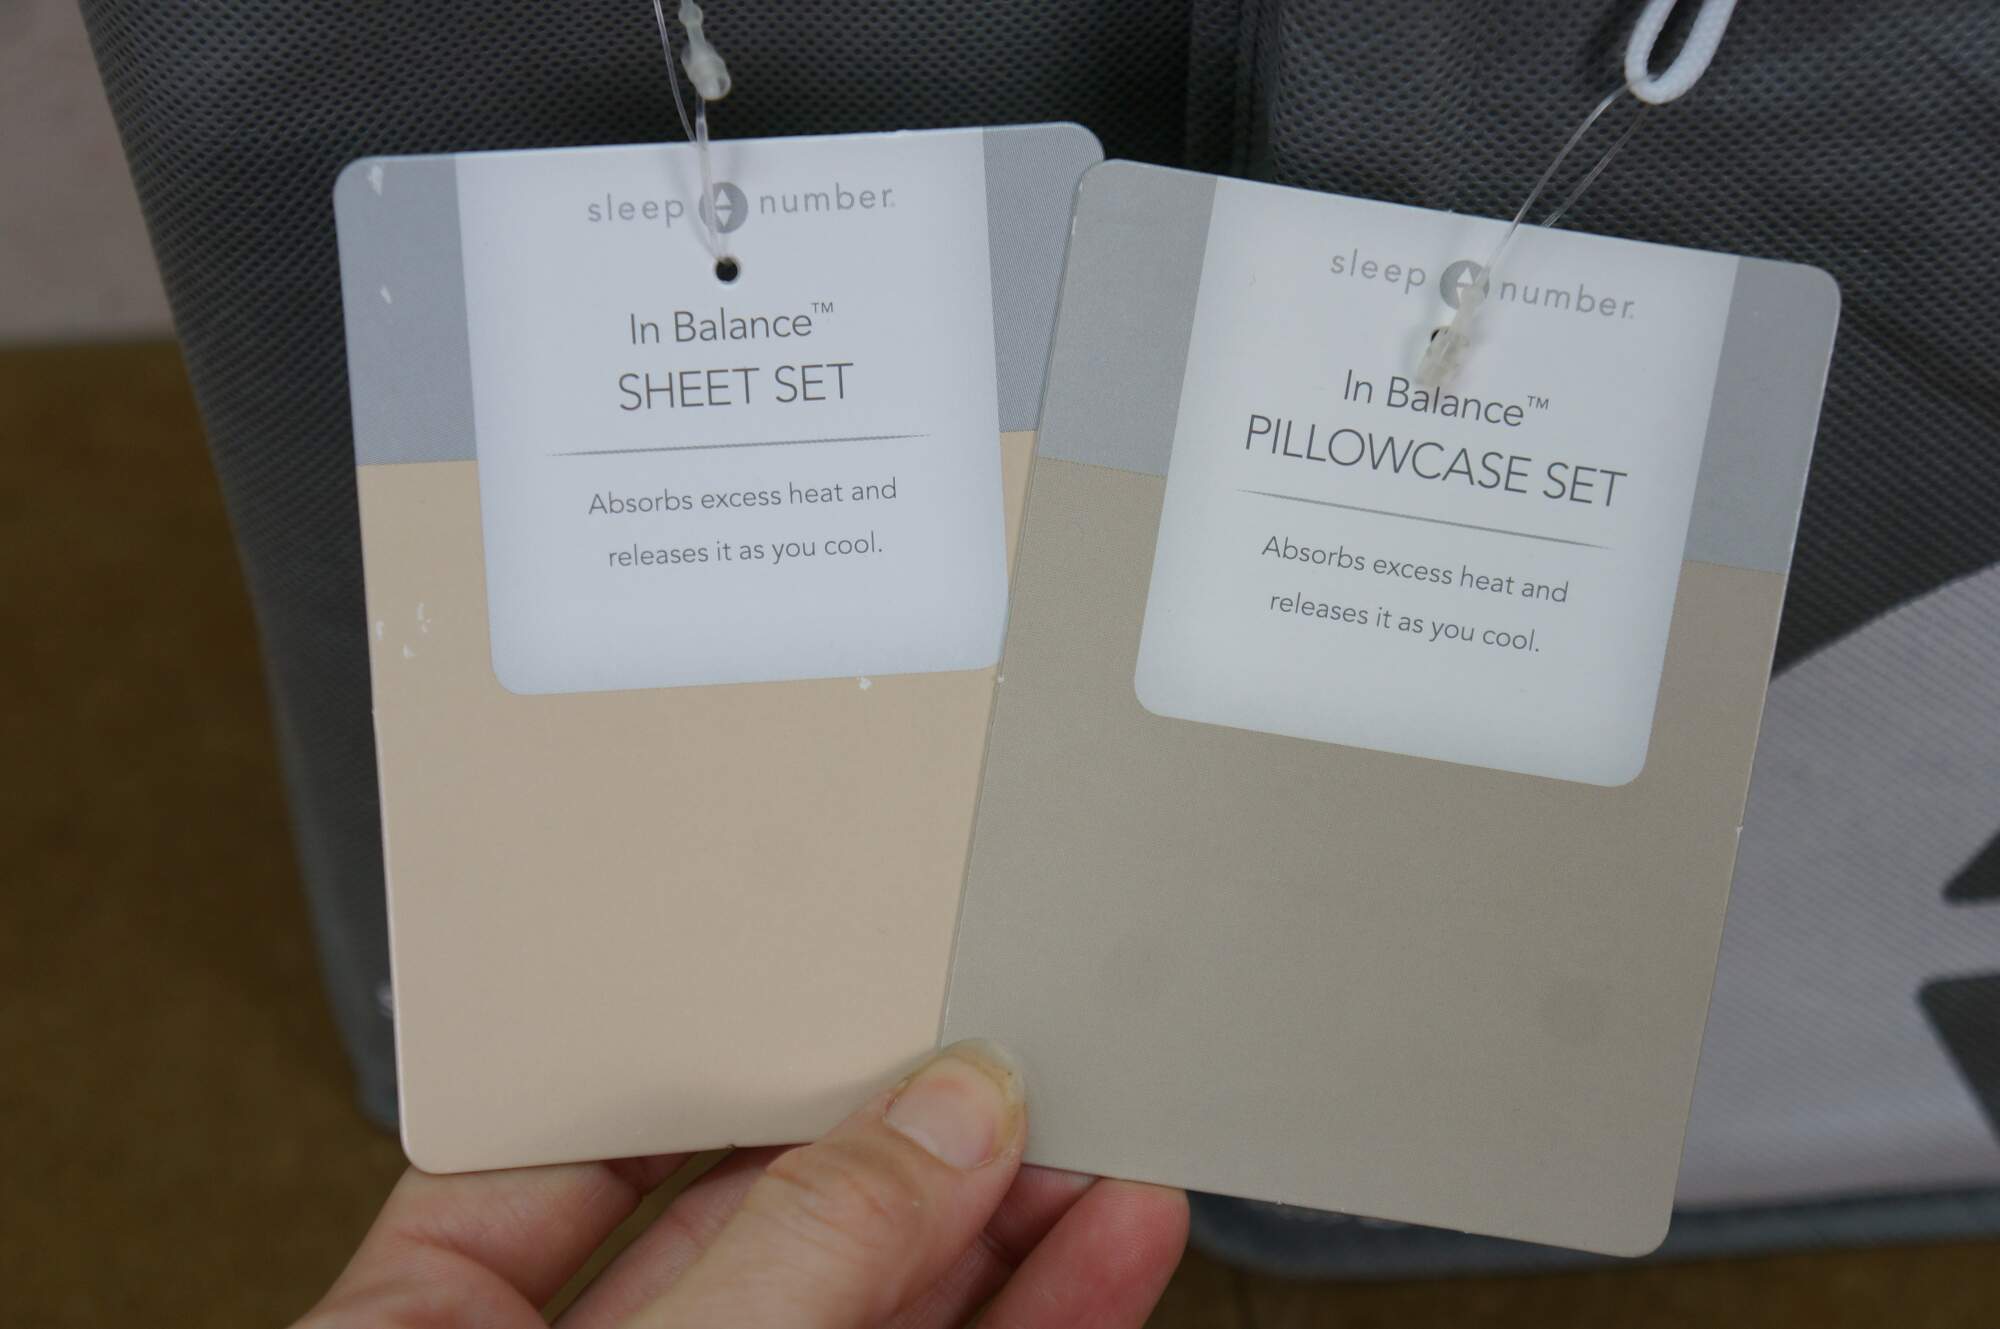 sleep number®
In Balance™
SHEET SET
Absorbs excess heat and
releases it as you cool.
sleep number®
In Balance™
PILLOWCASE SET
Absorbs excess heat and
releases it as you cool.